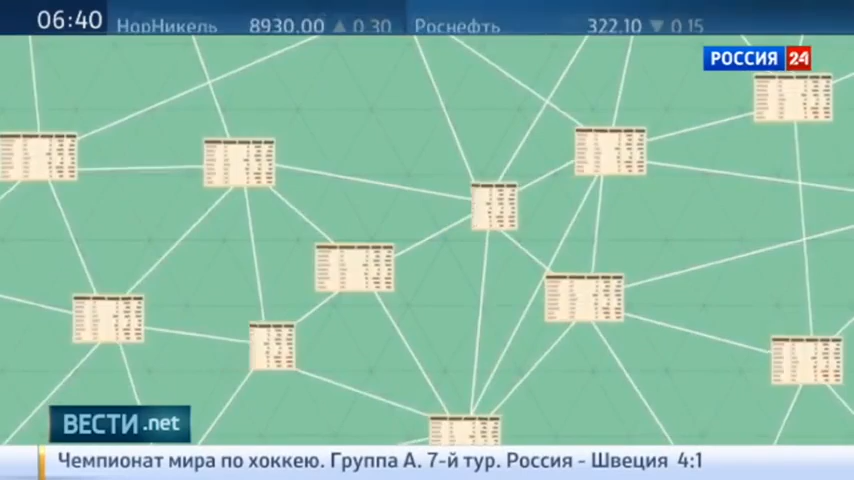 06:40 НорНикель 8930.00 ▲ 0.30 Роснефть 322.10 ▼ 0.15
РОССИЯ 24
ВЕСТИ.net
Чемпионат мира по хоккею. Группа А. 7-й тур. Россия - Швеция 4:1